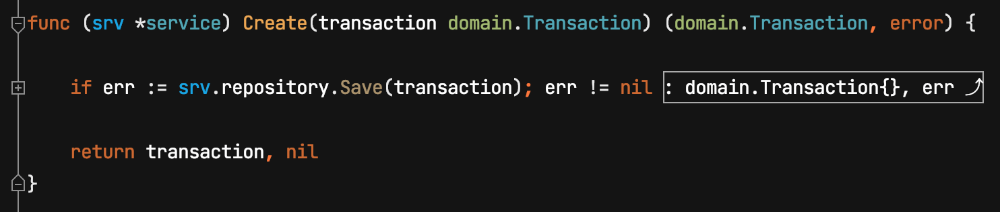 func (srv *service) Create(transaction domain.Transaction) (domain.Transaction, error) {
if err := srv.repository.Save(transaction); err != nil : domain.Transaction{}, err ⤴
return transaction, nil
}